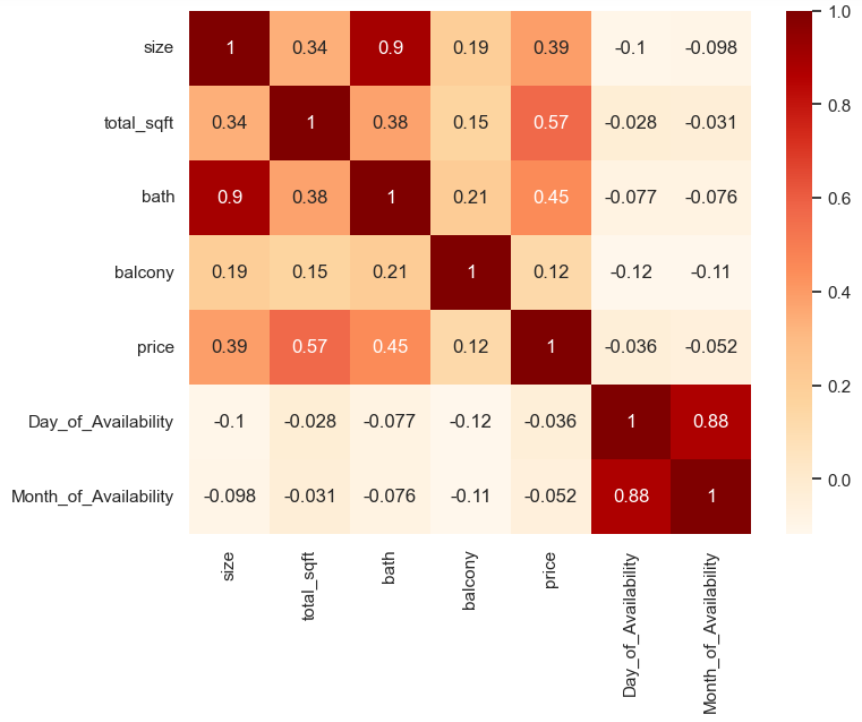 size 1 0.34 0.9 0.19 0.39 -0.1 -0.098
total_sqft 0.34 1 0.38 0.15 0.57 -0.028 -0.031
bath 0.9 0.38 1 0.21 0.45 -0.077 -0.076
balcony 0.19 0.15 0.21 1 0.12 -0.12 -0.11
price 0.39 0.57 0.45 0.12 1 -0.036 -0.052
Day_of_Availability -0.1 -0.028 -0.077 -0.12 -0.036 1 0.88
Month_of_Availability -0.098 -0.031 -0.076 -0.11 -0.052 0.88 1
size
total_sqft
bath
balcony
price
Day_of_Availability
Month_of_Availability
1.0
0.8
0.6
0.4
0.2
0.0